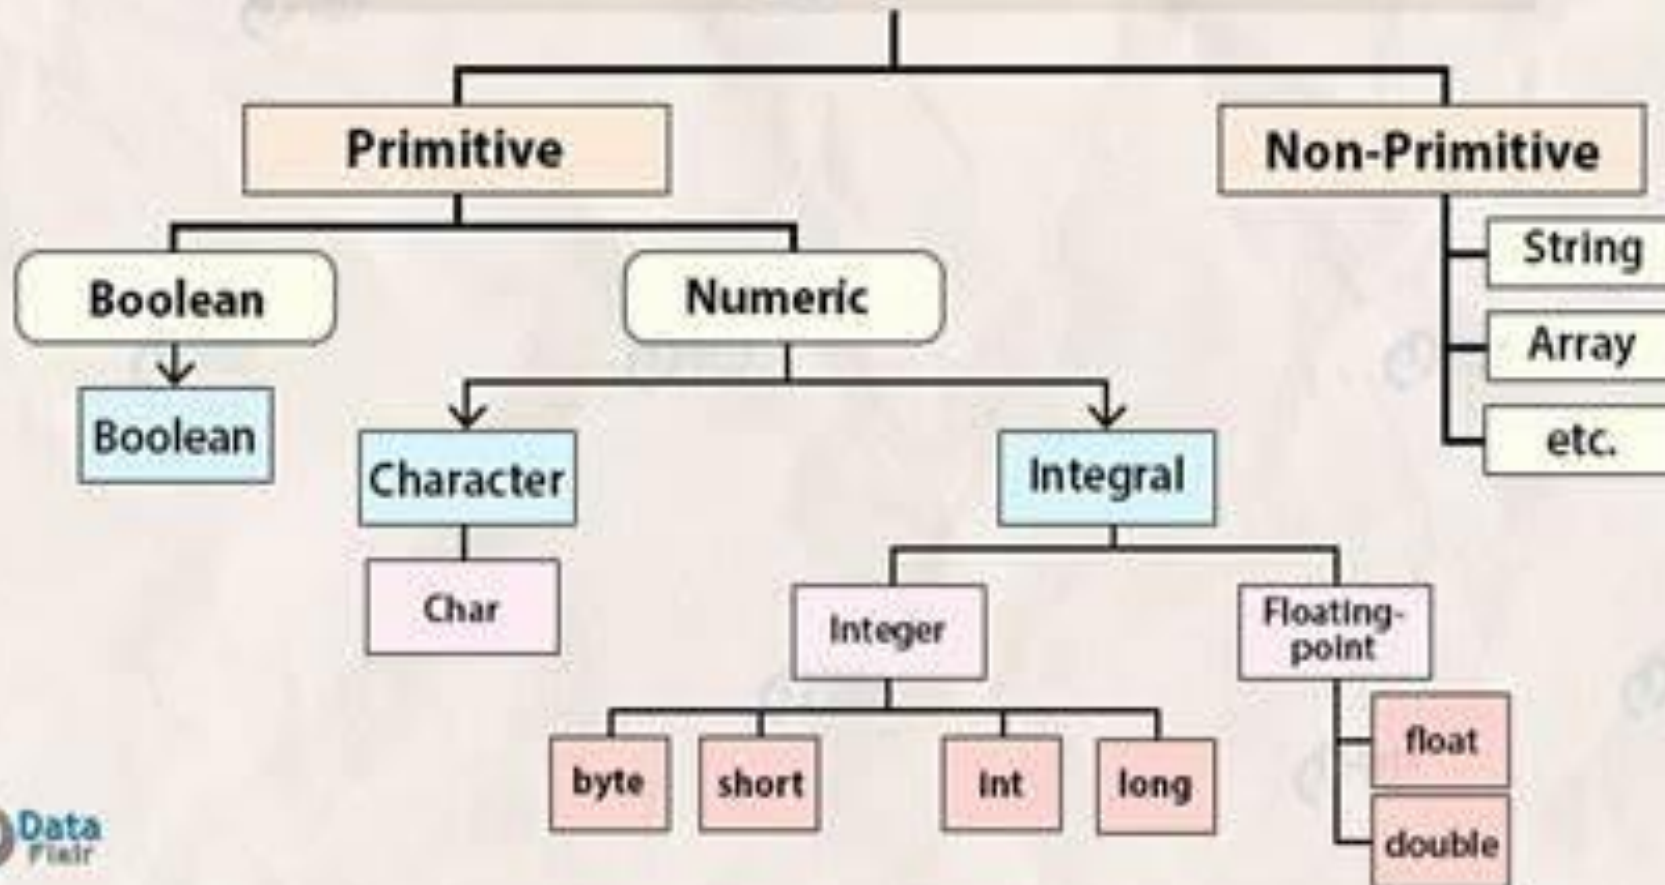 Primitive
Non-Primitive
String
Array
etc.
Boolean
Numeric
Boolean
Character
Integral
Char
Integer
Floating-
point
byte
short
int
long
float
double
Data
Flair